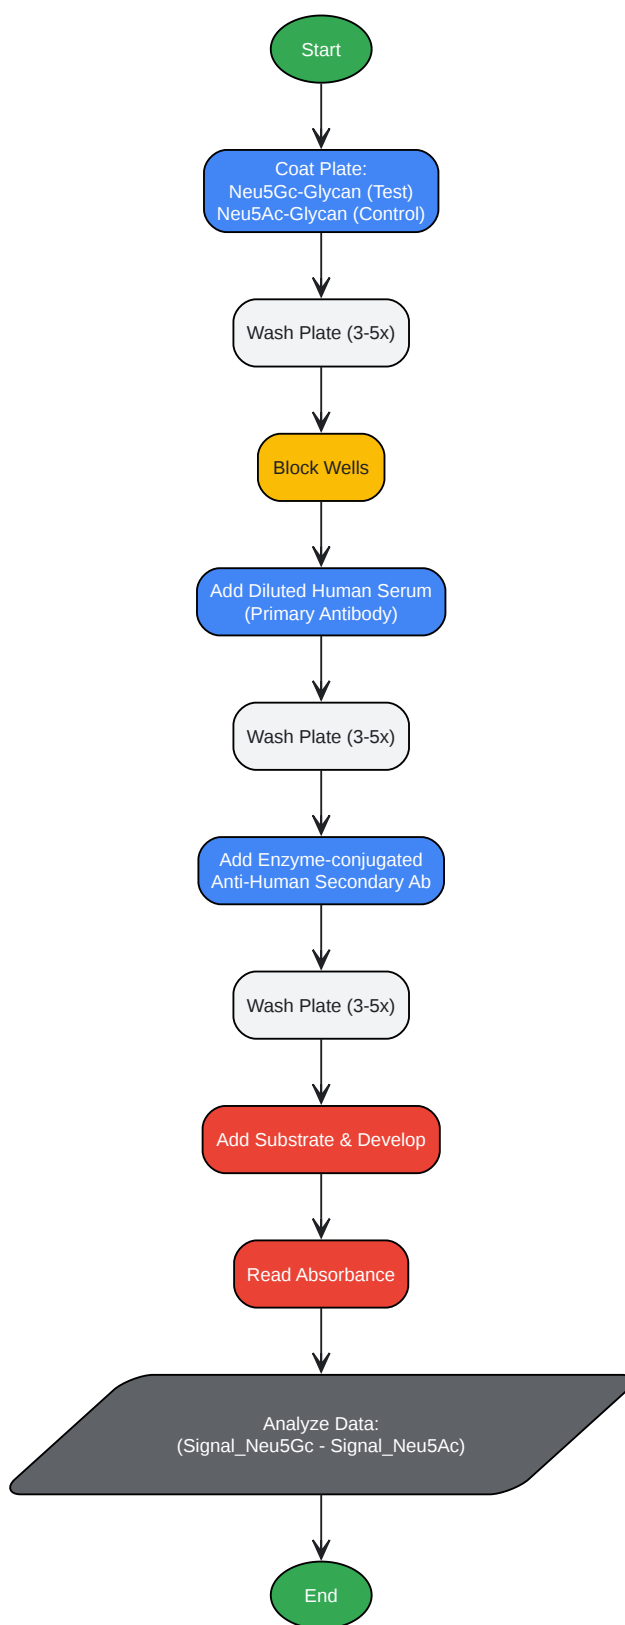 Start
Coat Plate:
Neu5Gc-Glycan (Test)
Neu5Ac-Glycan (Control)
Wash Plate (3-5x)
Block Wells
Add Diluted Human Serum
(Primary Antibody)
Wash Plate (3-5x)
Add Enzyme-conjugated
Anti-Human Secondary Ab
Wash Plate (3-5x)
Add Substrate & Develop
Read Absorbance
Analyze Data:
(Signal_Neu5Gc - Signal_Neu5Ac)
End